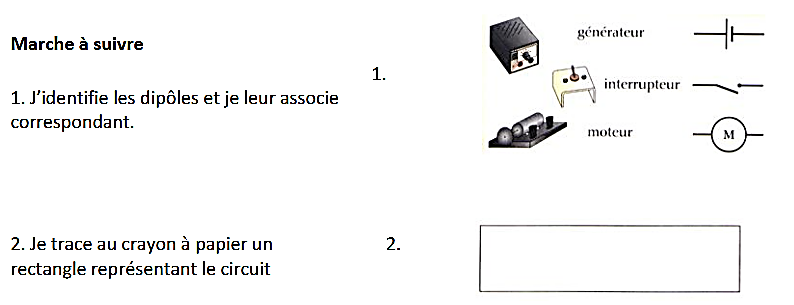 Marche à suivre
1. J'identifie les dipôles et je leur associe
correspondant.
1.
générateur
interrupteur
moteur
M
2. Je trace au crayon à papier un
rectangle représentant le circuit
2.